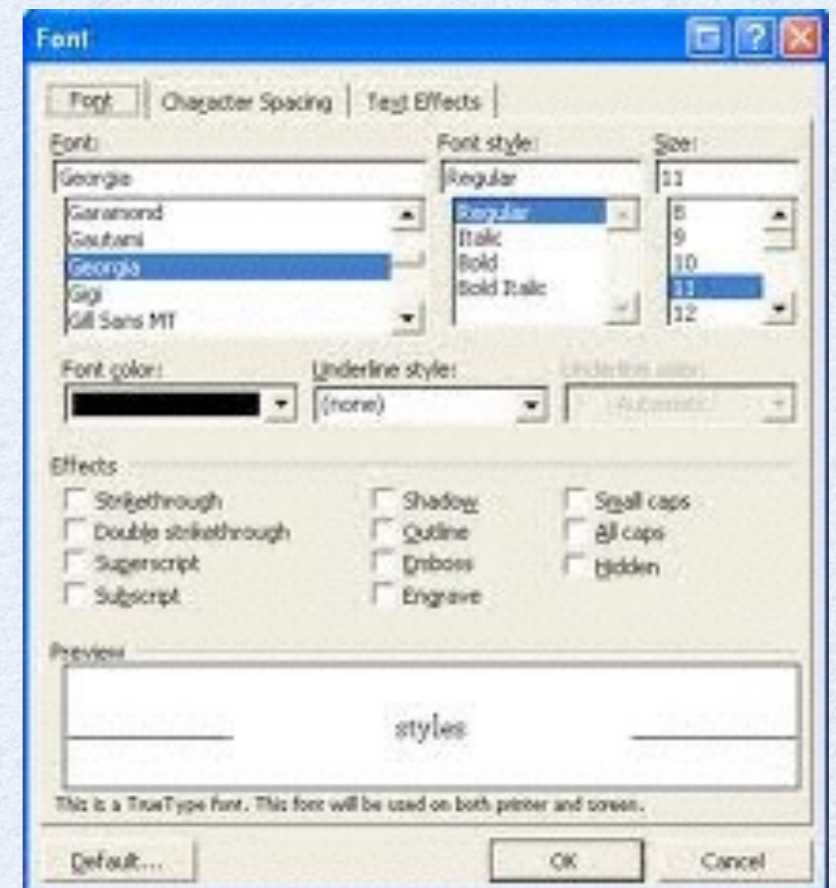 Font
Font Character Spacing Text Effects
Font: Font style: Size:
Georgia Regular 11
Garamond Regular 8
Gautami Italic 9
Georgia Bold 10
Gigi Bold Italic 11
Gill Sans MT 12
Font color: Underline style: Underline color:
(none) Automatic
Effects
Strikethrough Shadow Small caps
Double strikethrough Outline All caps
Superscript Emboss Hidden
Subscript Engrave
Preview
styles
This is a TrueType font. This font will be used on both printer and screen.
Default... OK Cancel